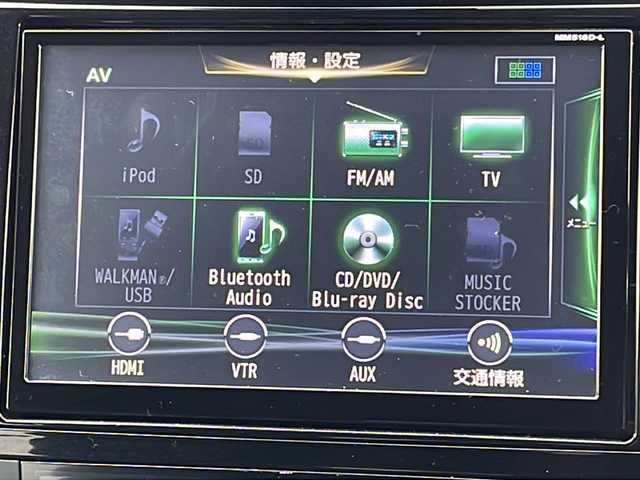 MM516D-L
情報・設定
AV
iPod
SD
FM/AM
TV
メニュー
WALKMAN®/
USB
Bluetooth
Audio
CD/DVD/
Blu-ray Disc
MUSIC
STOCKER
HDMI
VTR
AUX
交通情報